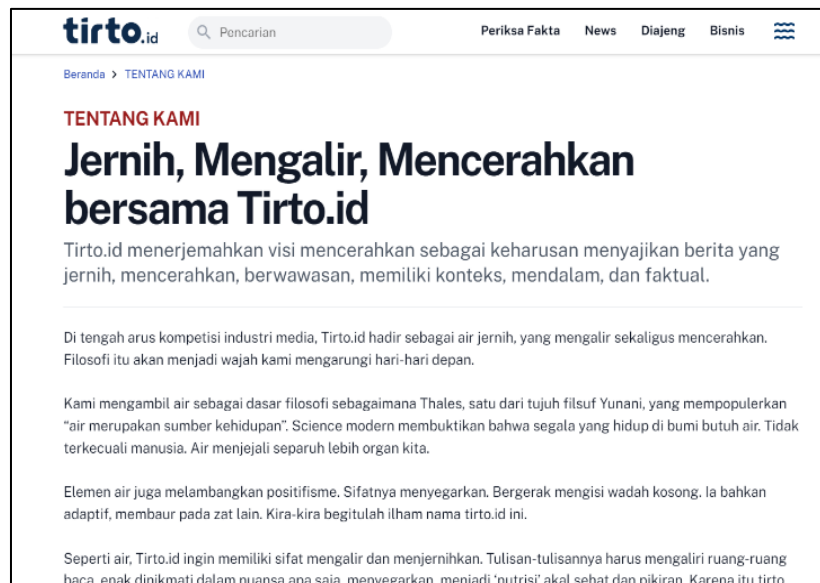 tirto.id
Pencarian
Periksa Fakta News Diajeng Bisnis
Beranda > TENTANG KAMI
TENTANG KAMI
Jernih, Mengalir, Mencerahkan
bersama Tirto.id
Tirto.id menerjemahkan visi mencerahkan sebagai keharusan menyajikan berita yang
jernih, mencerahkan, berwawasan, memiliki konteks, mendalam, dan faktual.
Di tengah arus kompetisi industri media, Tirto.id hadir sebagai air jernih, yang mengalir sekaligus mencerahkan.
Filosofi itu akan menjadi wajah kami mengarungi hari-hari depan.
Kami mengambil air sebagai dasar filosofi sebagaimana Thales, satu dari tujuh filsuf Yunani, yang mempopulerkan
“air merupakan sumber kehidupan”. Science modern membuktikan bahwa segala yang hidup di bumi butuh air. Tidak
terkecuali manusia. Air menjejali separuh lebih organ kita.
Elemen air juga melambangkan positifisme. Sifatnya menyegarkan. Bergerak mengisi wadah kosong. Ia bahkan
adaptif, membaur pada zat lain. Kira-kira begitulah ilham nama tirto.id ini.
Seperti air, Tirto.id ingin memiliki sifat mengalir dan menjernihkan. Tulisan-tulisannya harus mengaliri ruang-ruang
baca, enak dinikmati dalam nuansa apa saja, menyegarkan, menjadi ‘nutrisi’ akal sehat dan pikiran. Karena itu tirto